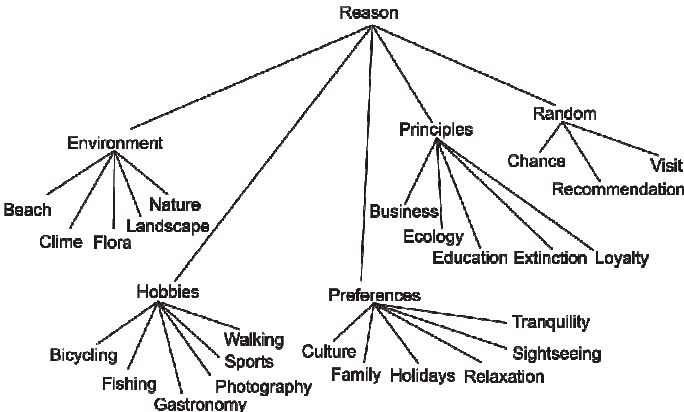 Reason
Environment
Beach
Clime
Flora
Landscape
Nature
Hobbies
Bicycling
Fishing
Gastronomy
Photography
Sports
Walking
Preferences
Culture
Family
Holidays
Relaxation
Sightseeing
Tranquility
Principles
Business
Ecology
Education
Extinction
Loyalty
Random
Chance
Recommendation
Visit